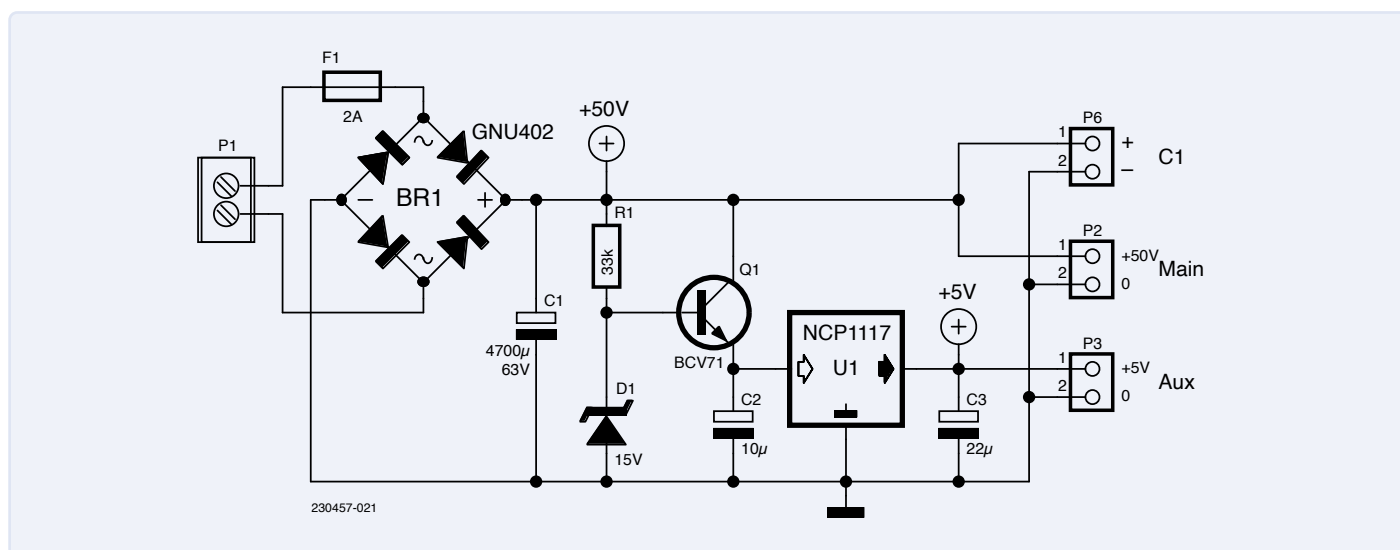 F1
2A
P1
GNU402
BR1
~
~
–
+
+50V
+
R1
33k
C1
4700µ
63V
D1
15V
Q1
BCV71
C2
10µ
NCP1117
U1
+5V
+
C3
22µ
P6
1
2
+
–
C1
P2
1
2
+50V
0
Main
P3
1
2
+5V
0
Aux
230457-021